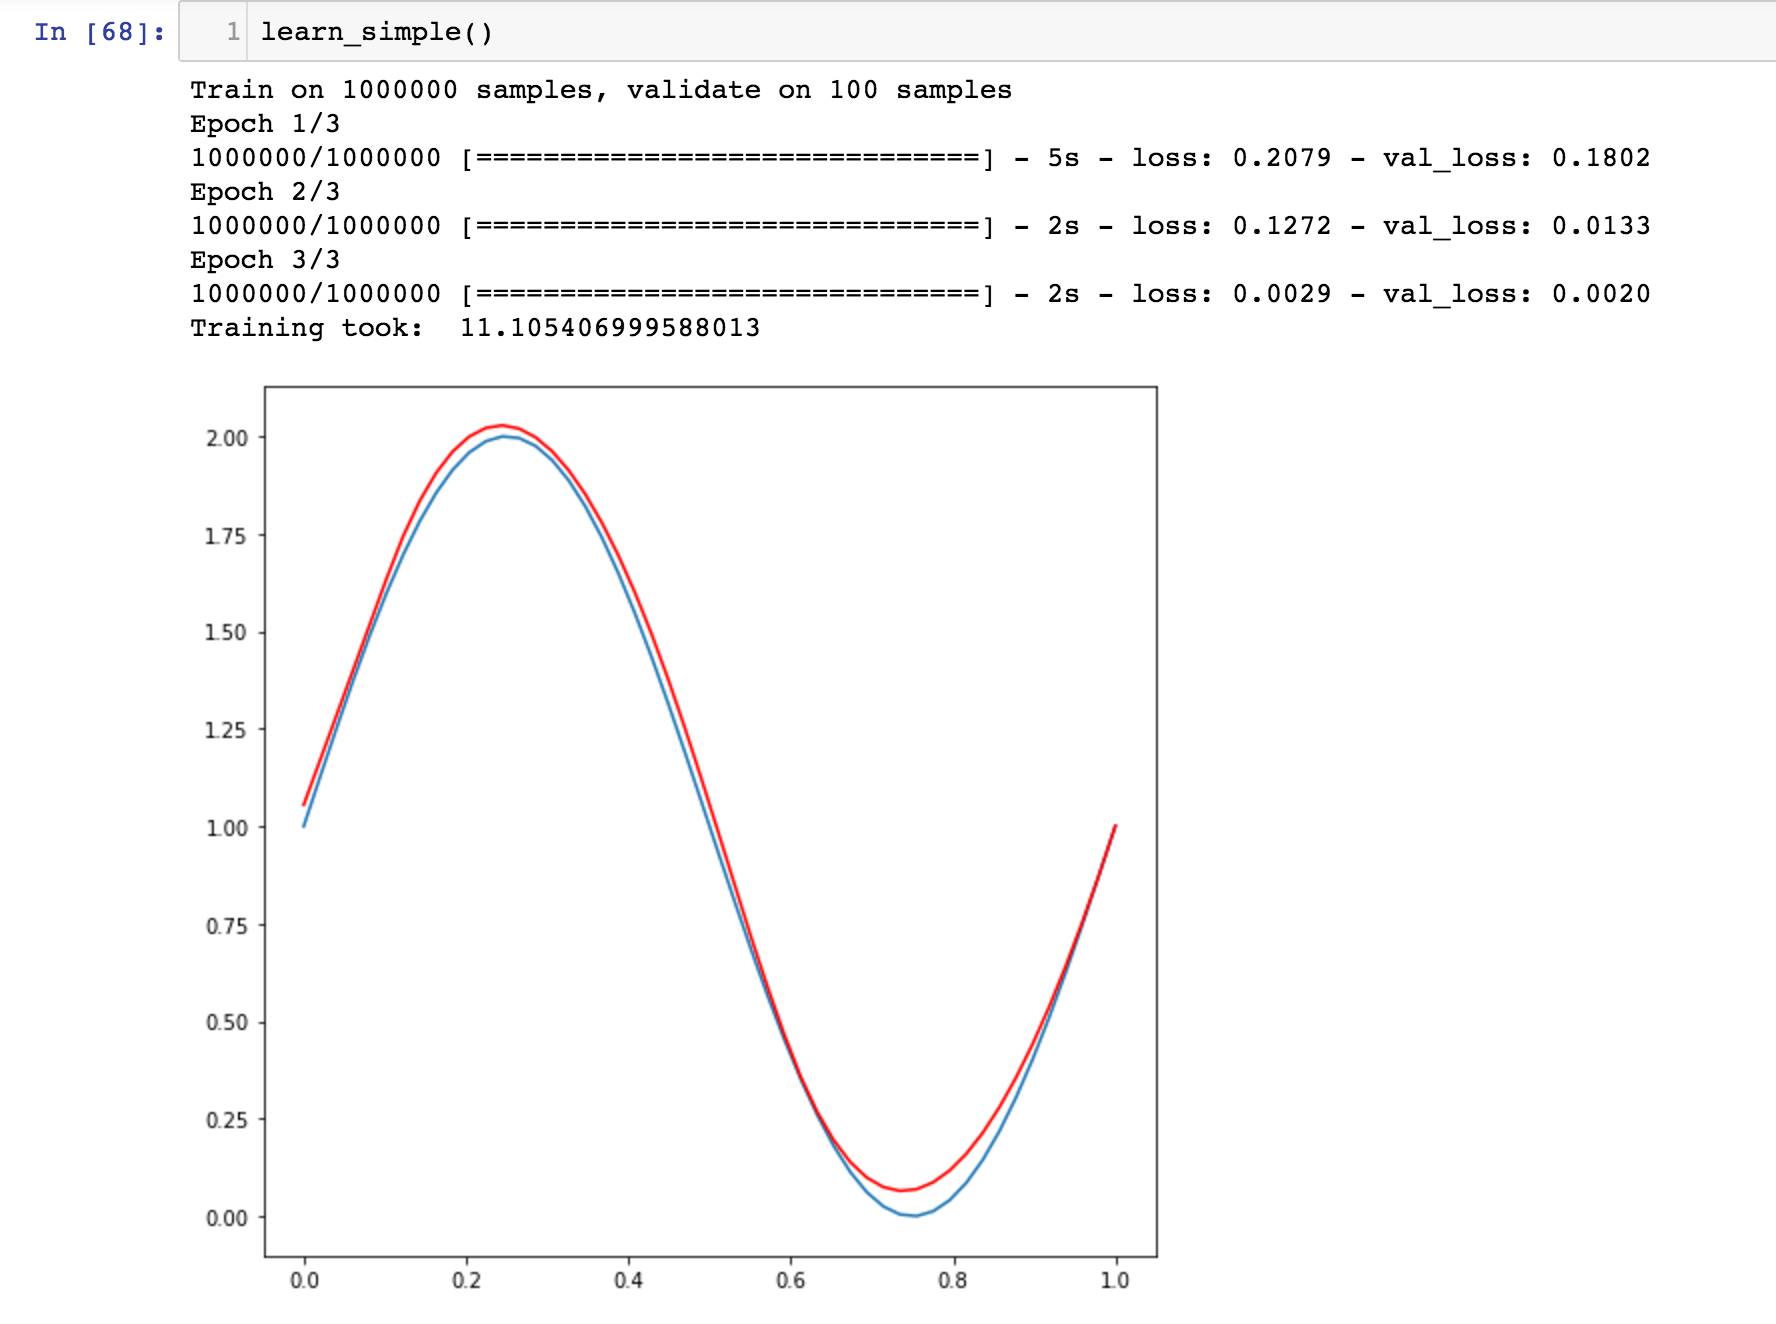 In [68]: 1 learn_simple()
Train on 1000000 samples, validate on 100 samples
Epoch 1/3
1000000/1000000 [==============================] - 5s - loss: 0.2079 - val_loss: 0.1802
Epoch 2/3
1000000/1000000 [==============================] - 2s - loss: 0.1272 - val_loss: 0.0133
Epoch 3/3
1000000/1000000 [==============================] - 2s - loss: 0.0029 - val_loss: 0.0020
Training took:  11.105406999588013
2.00
1.75
1.50
1.25
1.00
0.75
0.50
0.25
0.00
0.0 0.2 0.4 0.6 0.8 1.0